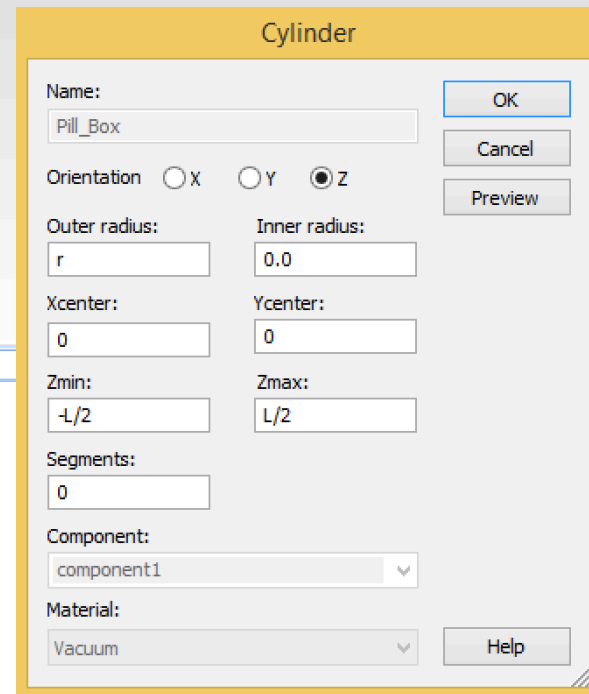 Cylinder
Name:
OK
Pill_Box
Cancel
Orientation X Y Z
Preview
Outer radius: Inner radius:
r 0.0
Xcenter: Ycenter:
0 0
Zmin: Zmax:
-L/2 L/2
Segments:
0
Component:
component1
Material:
Vacuum
Help